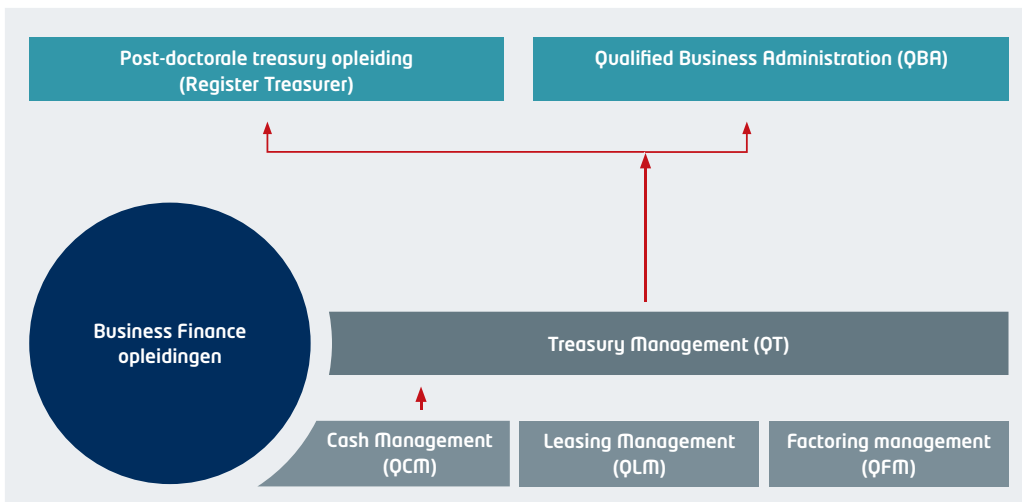 Post-doctorale treasury opleiding
(Register Treasurer)
Qualified Business Administration (QBA)
Business Finance
opleidingen
Treasury Management (QT)
Cash Management
(QCM)
Leasing Management
(QLM)
Factoring management
(QFM)